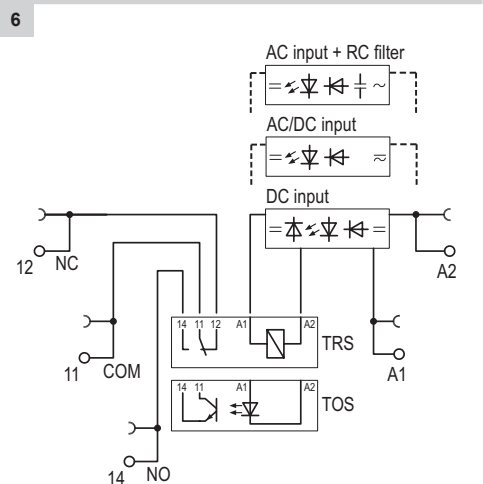 6
AC input + RC filter
= ~
AC/DC input
=
DC input
= =
12 NC
A2
14 11 12 A1 A2
TRS
11 COM
A1
14 11 A1 A2
TOS
14 NO